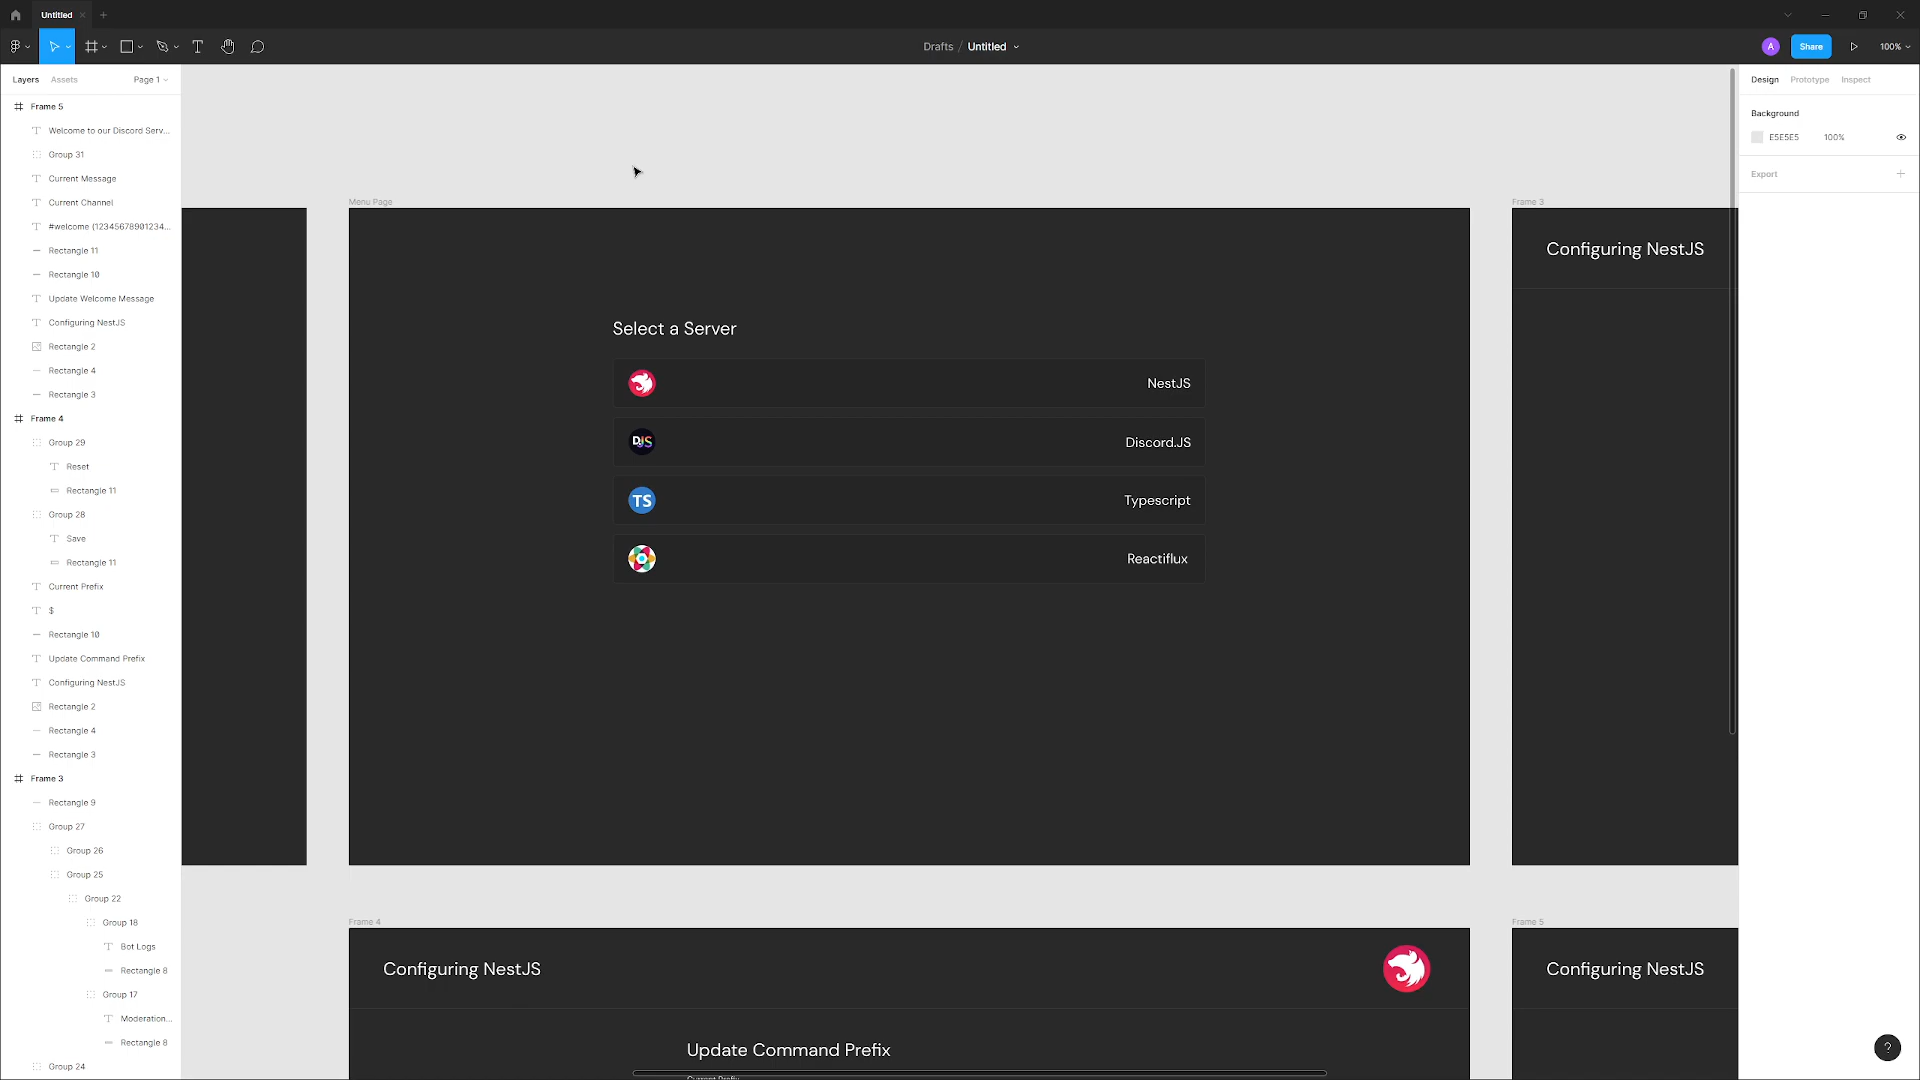 Untitled
Drafts / Untitled
A
Share
100%
Layers
Assets
Page 1
Frame 5
Welcome to our Discord Serv...
Group 31
Current Message
Current Channel
#welcome (12345678901234...
Rectangle 11
Rectangle 10
Update Welcome Message
Configuring NestJS
Rectangle 2
Rectangle 4
Rectangle 3
Frame 4
Group 29
Reset
Rectangle 11
Group 28
Save
Rectangle 11
Current Prefix
$
Rectangle 10
Update Command Prefix
Configuring NestJS
Rectangle 2
Rectangle 4
Rectangle 3
Frame 3
Rectangle 9
Group 27
Group 26
Group 25
Group 22
Group 18
Bot Logs
Rectangle 8
Group 17
Moderation...
Rectangle 8
Group 24
Menu Page
Select a Server
NestJS
DJS
Discord.JS
TS
Typescript
Reactiflux
Frame 3
Configuring NestJS
Frame 4
Configuring NestJS
Update Command Prefix
Current Prefix
Frame 5
Configuring NestJS
Design
Prototype
Inspect
Background
E5E5E5
100%
Export
?